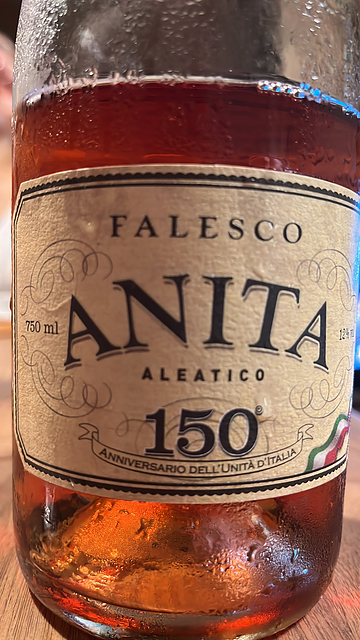 FALESCO
ANITA
750 ml
ALEATICO
150°
ANNIVERSARIO DELL'UNITÀ D'ITALIA